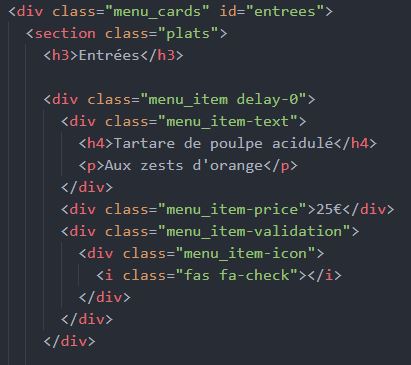 <div class="menu_cards" id="entrees">
<section class="plats">
<h3>Entrées</h3>
<div class="menu_item delay-0">
<div class="menu_item-text">
<h4>Tartare de poulpe acidulé</h4>
<p>Aux zests d'orange</p>
</div>
<div class="menu_item-price">25€</div>
<div class="menu_item-validation">
<div class="menu_item-icon">
<i class="fas fa-check"></i>
</div>
</div>
</div>